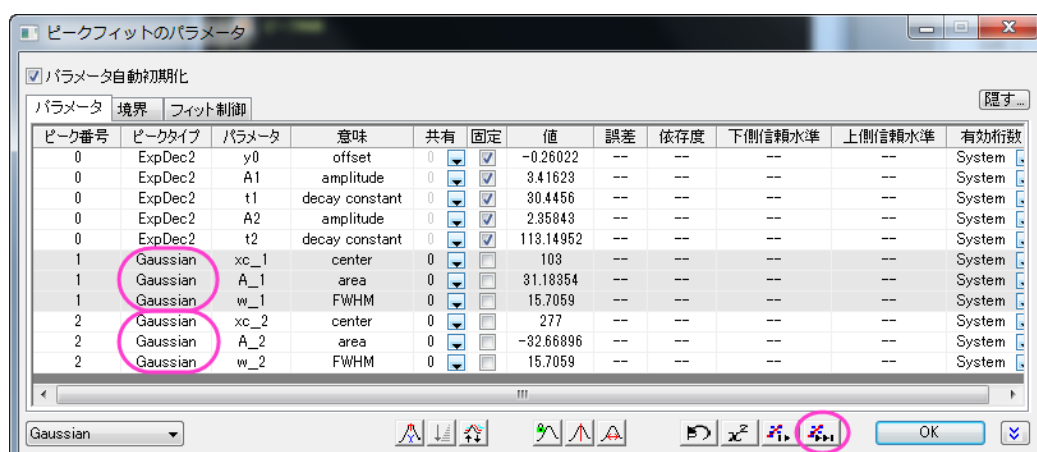 ピークフィットのパラメータ
パラメータ自動初期化
パラメータ 境界 フィット制御 隠す...
ピーク番号 ピークタイプ パラメータ 意味 共有 固定 値 誤差 依存度 下側信頼水準 上側信頼水準 有効桁数
0 ExpDec2 y0 offset 0 -0.26022 -- -- -- -- System
0 ExpDec2 A1 amplitude 0 3.41623 -- -- -- -- System
0 ExpDec2 t1 decay constant 0 30.4456 -- -- -- -- System
0 ExpDec2 A2 amplitude 0 2.35843 -- -- -- -- System
0 ExpDec2 t2 decay constant 0 113.14952 -- -- -- -- System
1 Gaussian xc_1 center 0 103 -- -- -- -- System
1 Gaussian A_1 area 0 31.18354 -- -- -- -- System
1 Gaussian w_1 FWHM 0 15.7059 -- -- -- -- System
2 Gaussian xc_2 center 0 277 -- -- -- -- System
2 Gaussian A_2 area 0 -32.66896 -- -- -- -- System
2 Gaussian w_2 FWHM 0 15.7059 -- -- -- -- System
Gaussian χ² OK